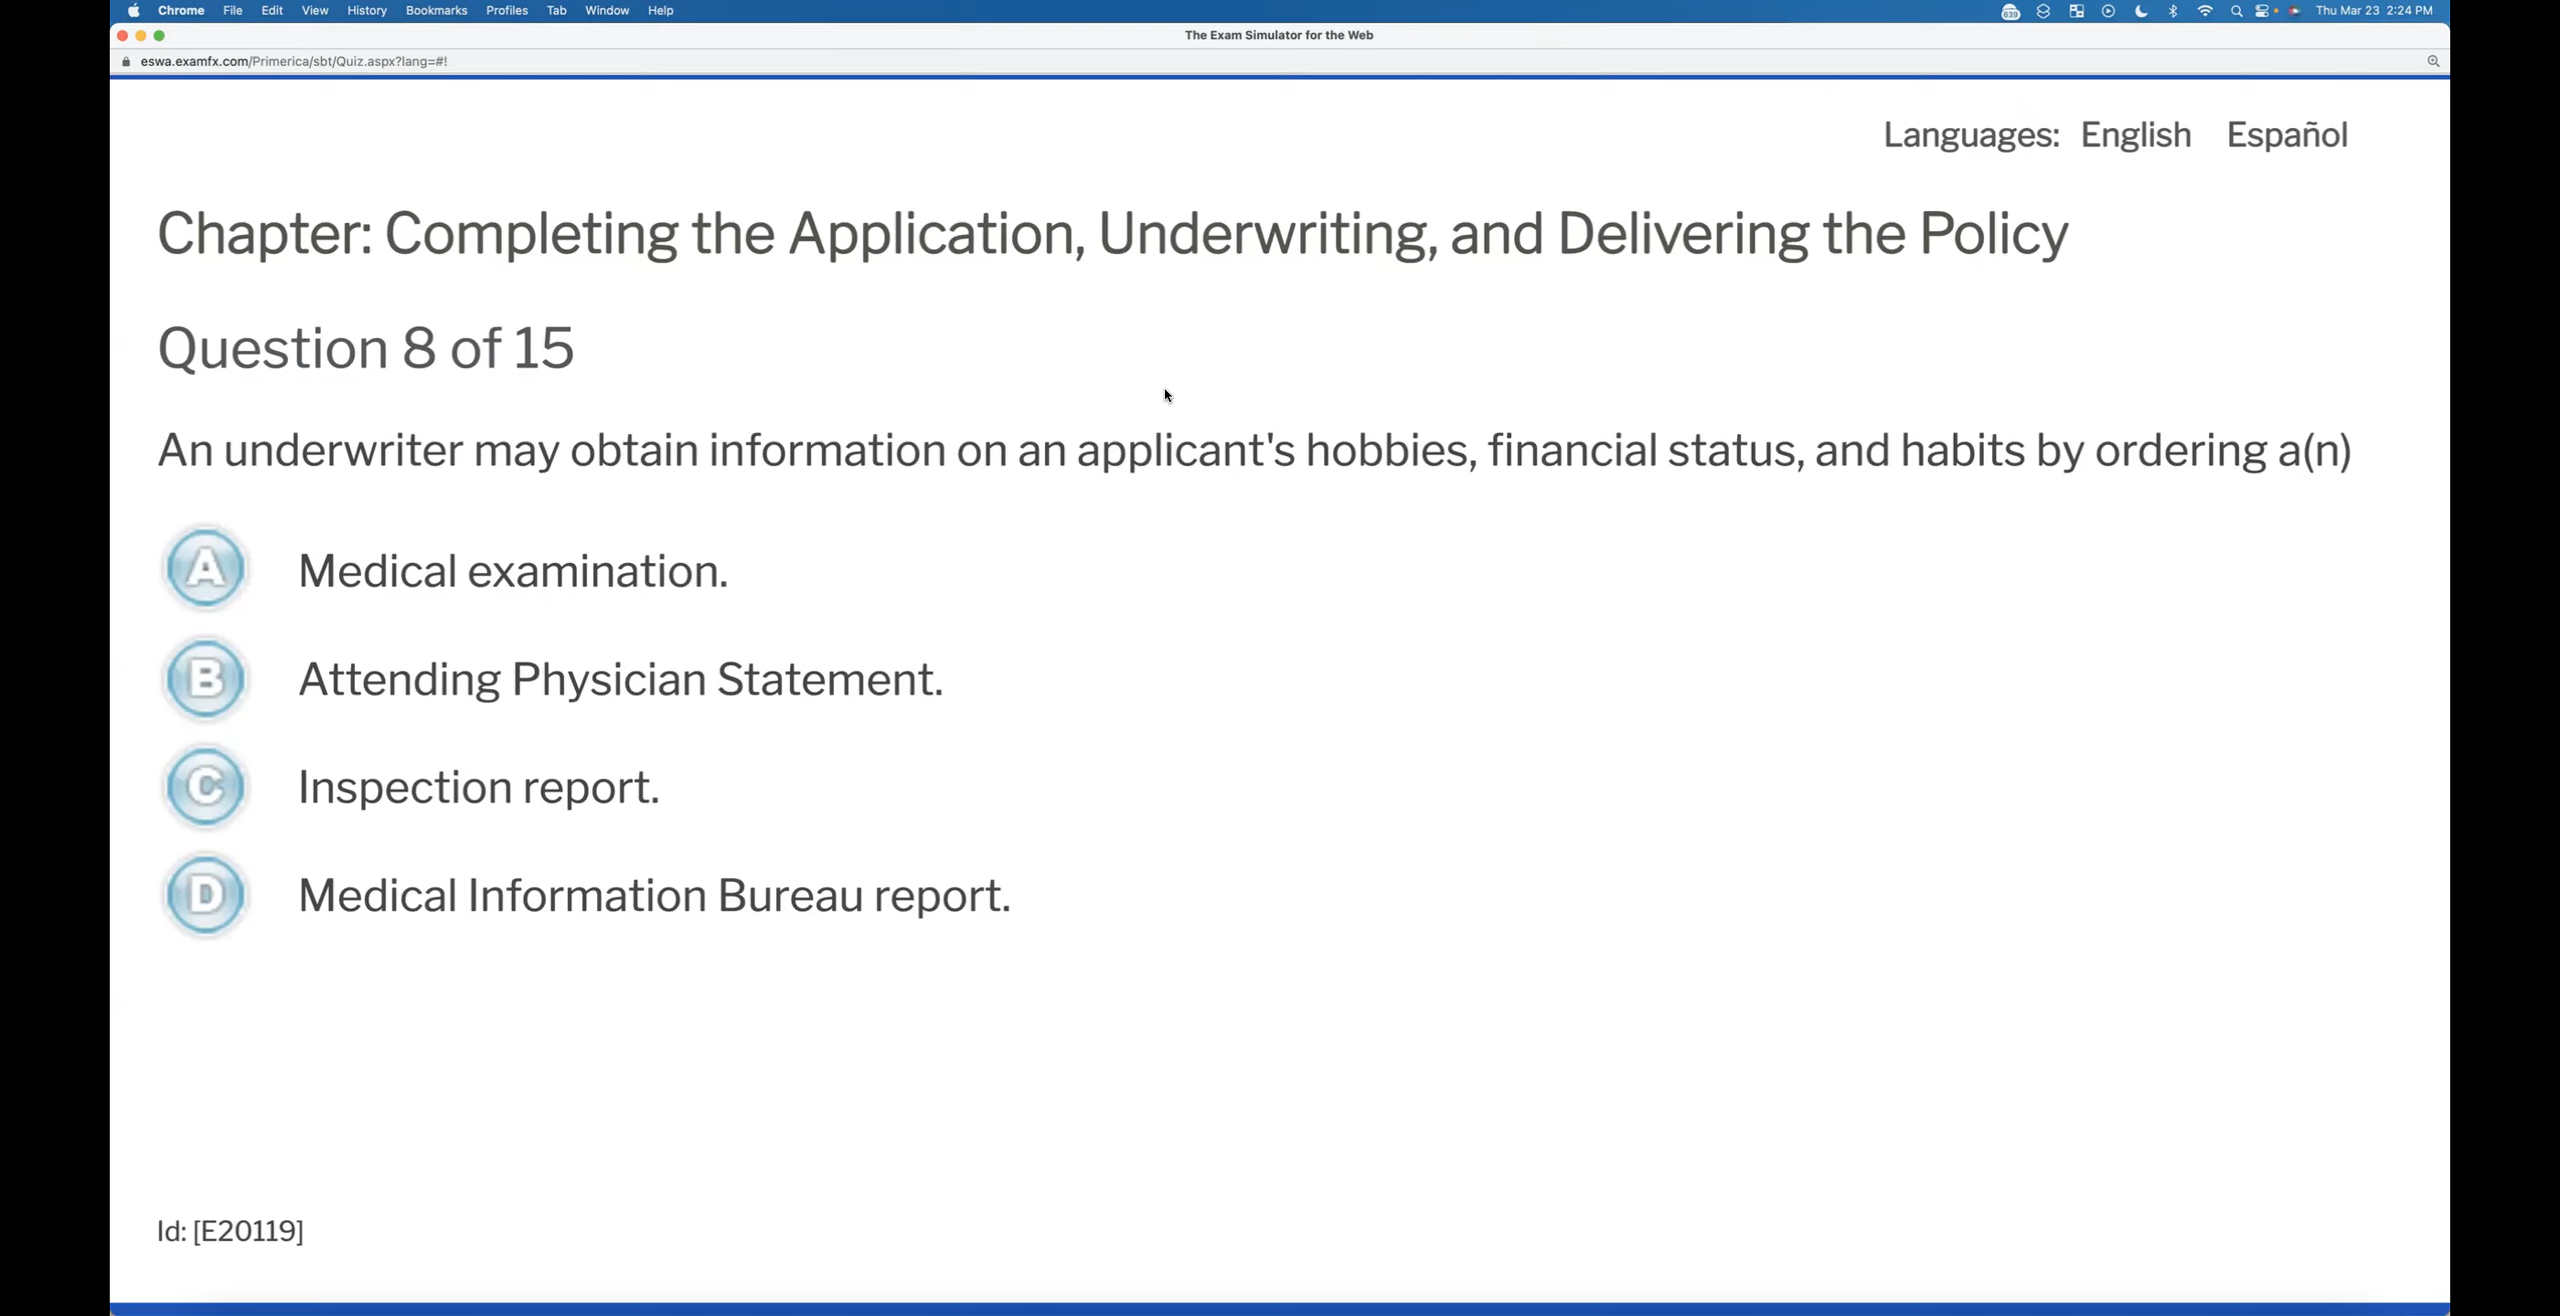 Chrome File Edit View History Bookmarks Profiles Tab Window Help 639 Thu Mar 23 2:24 PM
The Exam Simulator for the Web
eswa.examfx.com/Primerica/sbt/Quiz.aspx?lang=#!
Languages: English Español
Chapter: Completing the Application, Underwriting, and Delivering the Policy
Question 8 of 15
An underwriter may obtain information on an applicant's hobbies, financial status, and habits by ordering a(n)
A Medical examination.
B Attending Physician Statement.
C Inspection report.
D Medical Information Bureau report.
Id: [E20119]